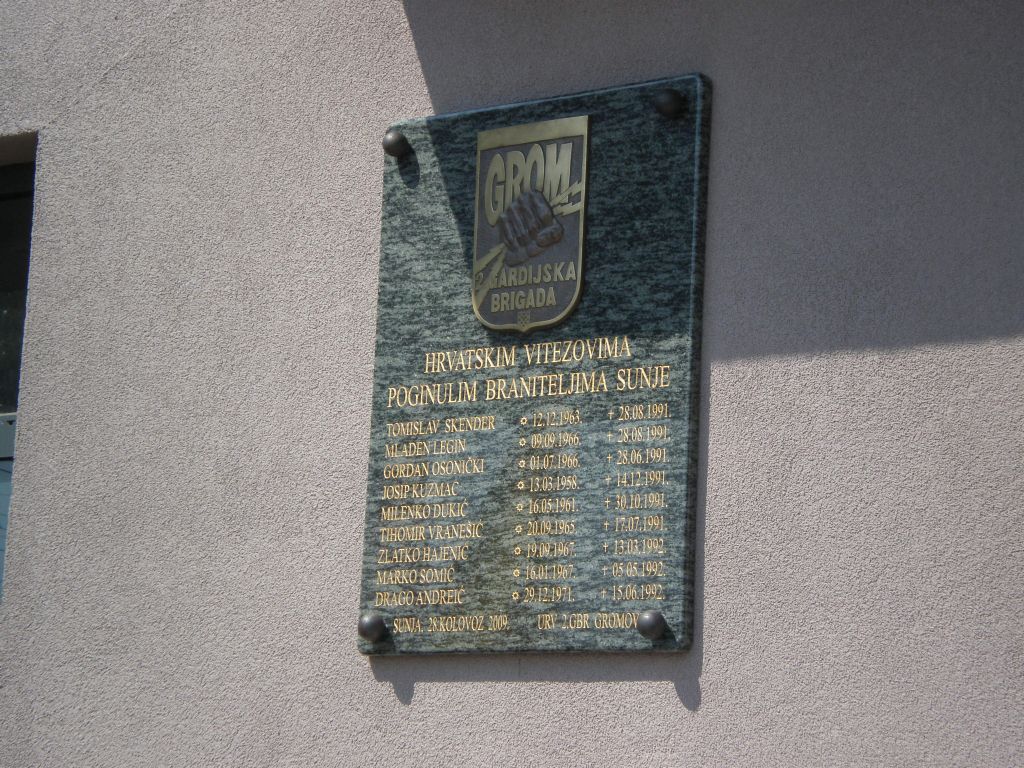 GROM
2 GARDIJSKA
BRIGADA
HRVATSKIM VITEZOVIMA
POGINULIM BRANITELJIMA SUNJE
TOMISLAV SKENDER ✡ 12.12.1963. † 28.08.1991.
MLADEN LEGIN ✡ 09.09.1966. † 28.08.1991.
GORDAN OSONIČKI ✡ 01.07.1966. † 28.06.1991.
JOSIP KUZMAĆ ✡ 13.03.1958. † 14.12.1991.
MILENKO DUKIĆ ✡ 16.05.1961. † 30.10.1991.
TIHOMIR VRANEŠIĆ ✡ 20.09.1965. † 17.07.1991.
ZLATKO HAJENIĆ ✡ 19.09.1967. † 13.03.1992.
MARKO SOMIĆ ✡ 16.01.1967. † 05.05.1992.
DRAGO ANDREIĆ ✡ 29.12.1971. † 15.06.1992.
SUNJA, 28.KOLOVOZ 2009. URV 2.GBR GROMOVI